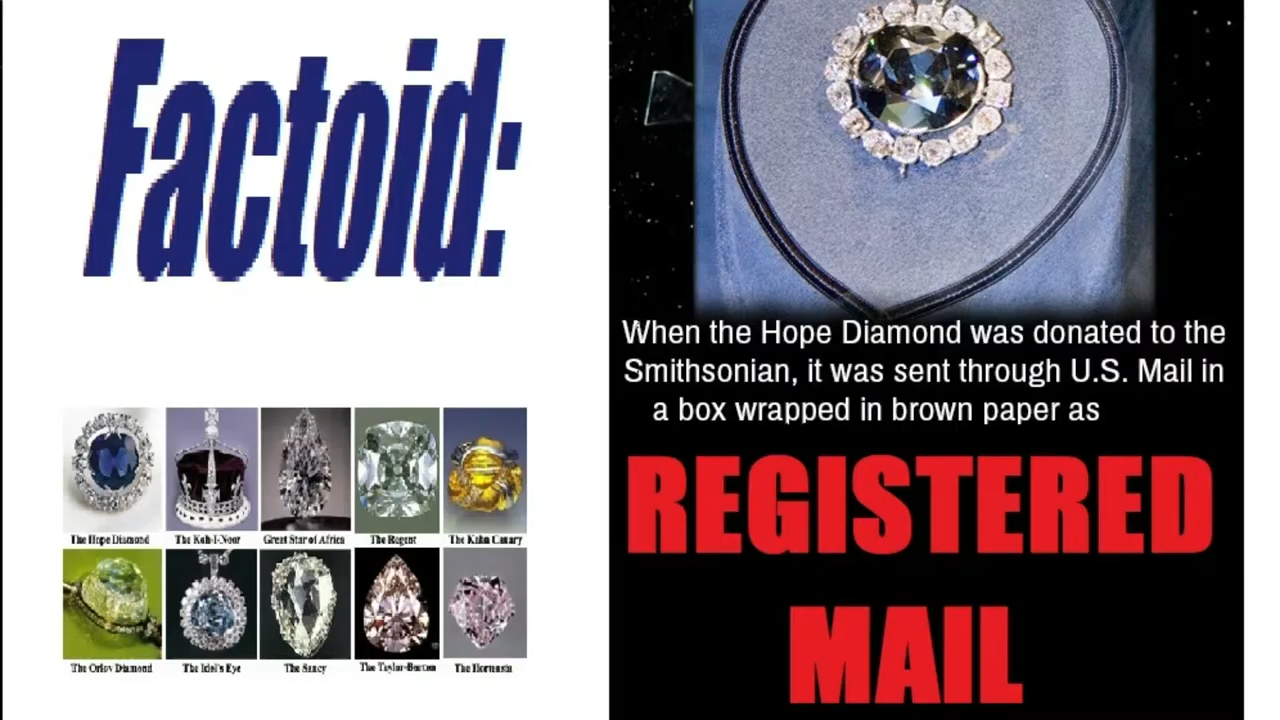 Factoid:
The Hope Diamond The Koh-I-Noor Great Star of Africa The Regent The Kahn Canary
The Orlov Diamond The Idol's Eye The Sancy The Taylor-Burton The Hortensia
When the Hope Diamond was donated to the
Smithsonian, it was sent through U.S. Mail in
a box wrapped in brown paper as
REGISTERED
MAIL